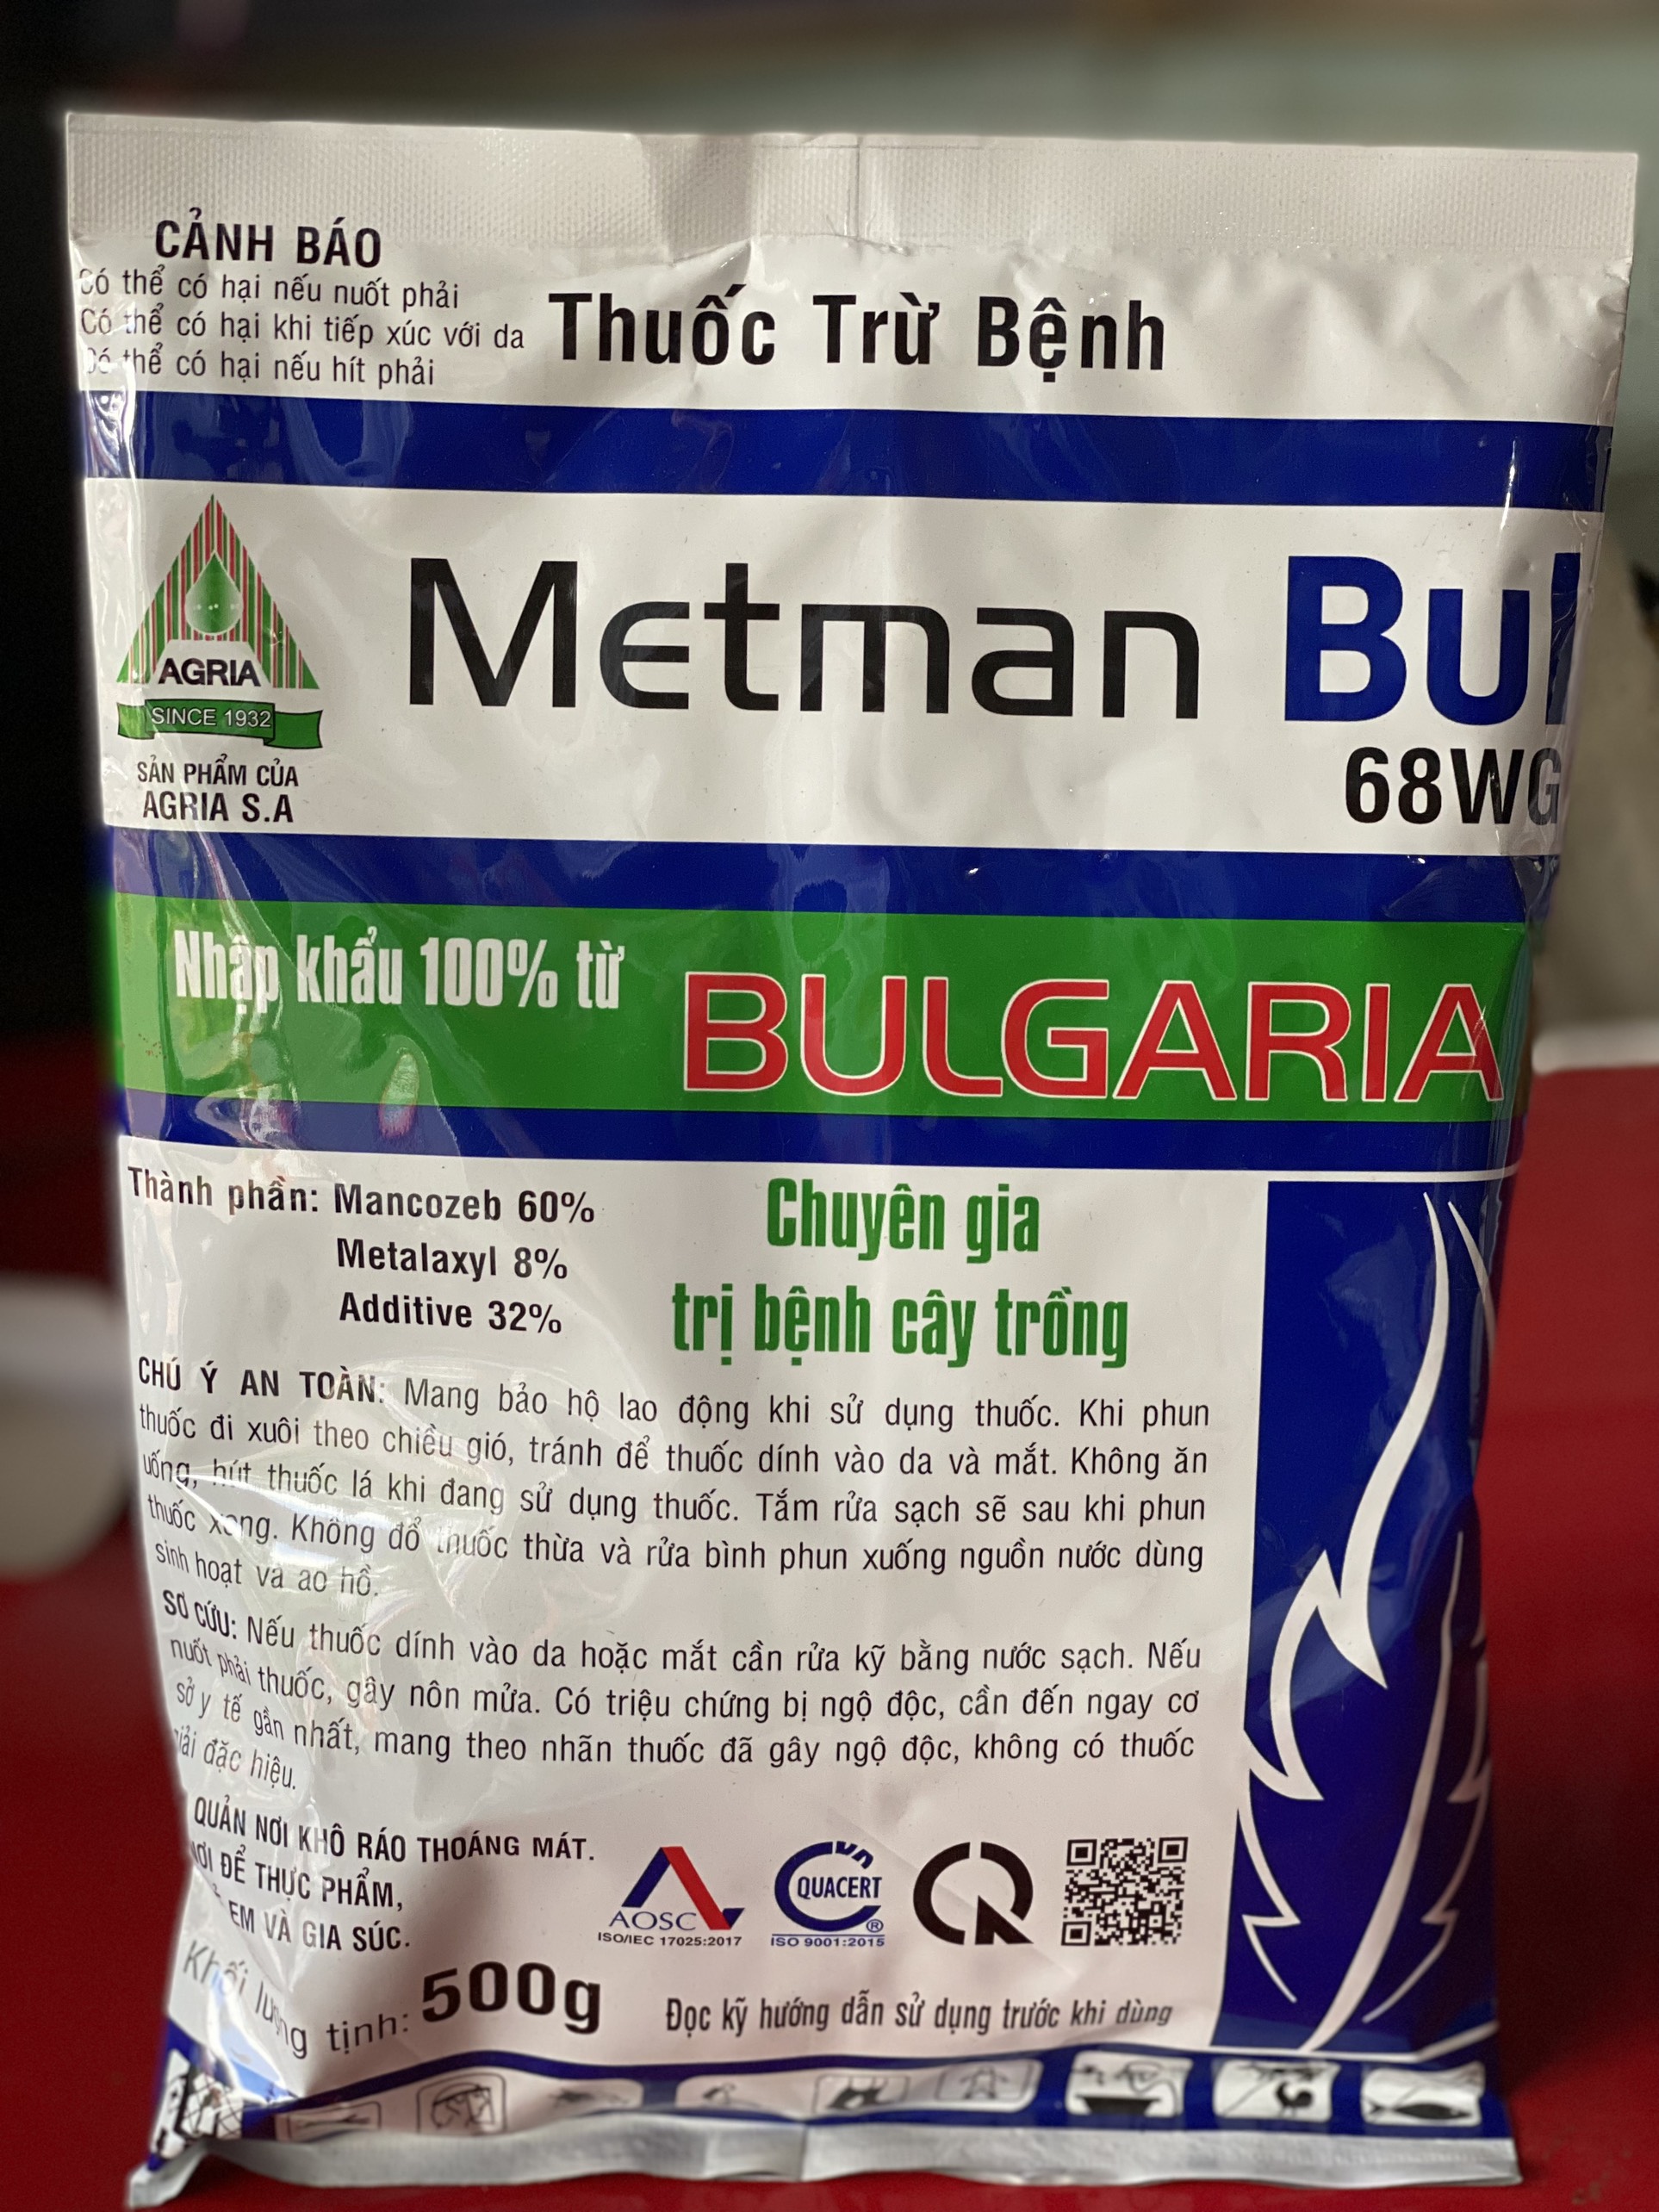 CẢNH BÁO
Có thể có hại nếu nuốt phải
Có thể có hại khi tiếp xúc với da
Có thể có hại nếu hít phải
Thuốc Trừ Bệnh
AGRIA
SINCE 1932
SẢN PHẨM CỦA
AGRIA S.A
Metman Bul
68WG
Nhập khẩu 100% từ BULGARIA
Thành phần: Mancozeb 60%
Metalaxyl 8%
Additive 32%
Chuyên gia
trị bệnh cây trồng
CHÚ Ý AN TOÀN: Mang bảo hộ lao động khi sử dụng thuốc. Khi phun
thuốc đi xuôi theo chiều gió, tránh để thuốc dính vào da và mắt. Không ăn
uống, hút thuốc lá khi đang sử dụng thuốc. Tắm rửa sạch sẽ sau khi phun
thuốc xong. Không đổ thuốc thừa và rửa bình phun xuống nguồn nước dùng
sinh hoạt và ao hồ.
SƠ CỨU: Nếu thuốc dính vào da hoặc mắt cần rửa kỹ bằng nước sạch. Nếu
nuốt phải thuốc, gây nôn mửa. Có triệu chứng bị ngộ độc, cần đến ngay cơ
sở y tế gần nhất, mang theo nhãn thuốc đã gây ngộ độc, không có thuốc
giải đặc hiệu.
QUẢN NƠI KHÔ RÁO THOÁNG MÁT.
ĐỂ THỰC PHẨM,
EM VÀ GIA SÚC.
Khối lượng tịnh: 500g
AOSC
ISO/IEC 17025:2017
QUACERT
®
ISO 9001:2015
Đọc kỹ hướng dẫn sử dụng trước khi dùng